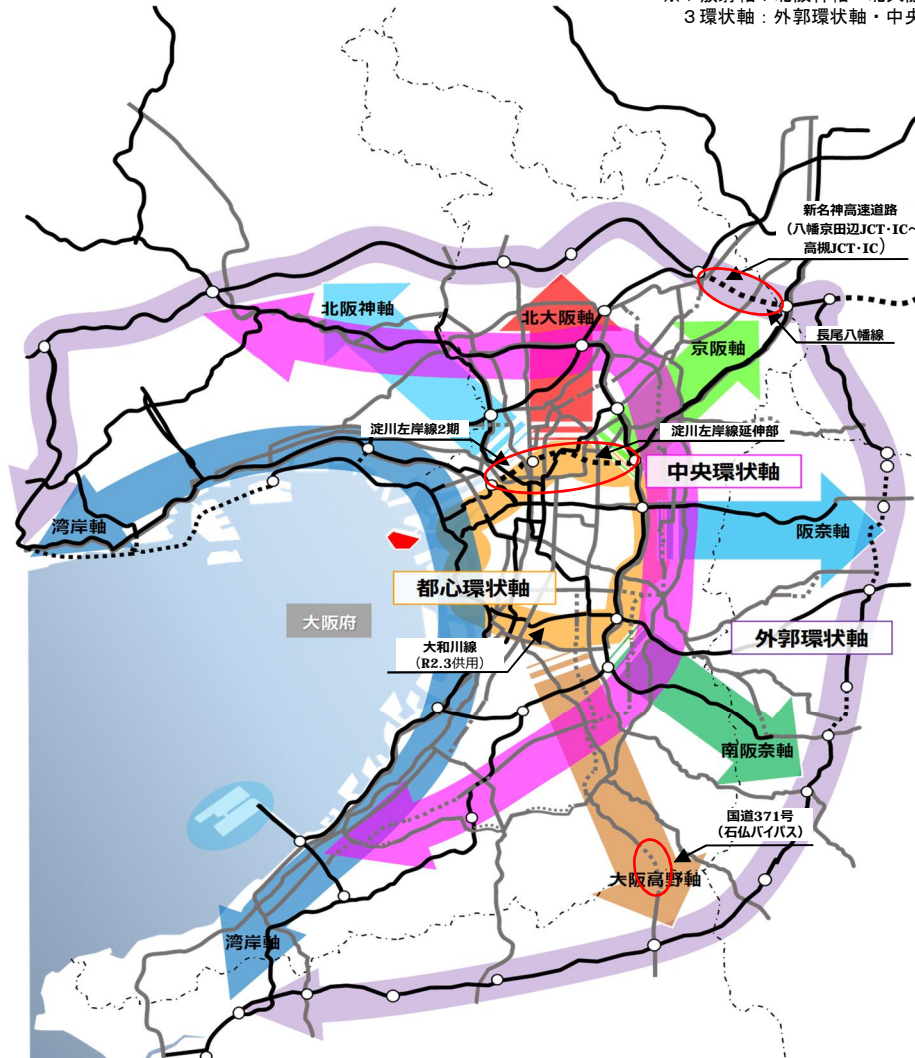 ３環状軸：外郭環状軸・中央
新名神高速道路
（八幡京田辺JCT・IC～
高槻JCT・IC）
北阪神軸
北大阪軸
長尾八幡線
京阪軸
淀川左岸線2期
淀川左岸線延伸部
中央環状軸
湾岸軸
阪奈軸
都心環状軸
大阪府
外郭環状軸
大和川線
（R2.3供用）
南阪奈軸
国道371号
（石仏バイパス）
大阪高野軸
湾岸軸